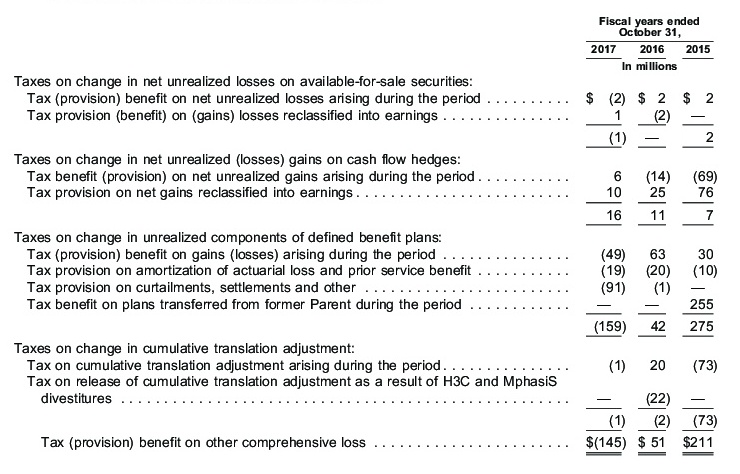 Fiscal years ended
October 31,
2017 2016 2015
In millions
Taxes on change in net unrealized losses on available-for-sale securities:
Tax (provision) benefit on net unrealized losses arising during the period . . . . . . . . . . $ (2) $ 2 $ 2
Tax provision (benefit) on (gains) losses reclassified into earnings . . . . . . . . . . . . . . . 1 (2) —
(1) — 2
Taxes on change in net unrealized (losses) gains on cash flow hedges:
Tax benefit (provision) on net unrealized gains arising during the period . . . . . . . . . . . 6 (14) (69)
Tax provision on net gains reclassified into earnings . . . . . . . . . . . . . . . . . . . . . . . . . 10 25 76
16 11 7
Taxes on change in unrealized components of defined benefit plans:
Tax (provision) benefit on gains (losses) arising during the period . . . . . . . . . . . . . . . (49) 63 30
Tax provision on amortization of actuarial loss and prior service benefit . . . . . . . . . . . (19) (20) (10)
Tax provision on curtailments, settlements and other . . . . . . . . . . . . . . . . . . . . . . . . (91) (1) —
Tax benefit on plans transferred from former Parent during the period . . . . . . . . . . . . — — 255
(159) 42 275
Taxes on change in cumulative translation adjustment:
Tax on cumulative translation adjustment arising during the period . . . . . . . . . . . . . . . (1) 20 (73)
Tax on release of cumulative translation adjustment as a result of H3C and MphasiS
divestitures . . . . . . . . . . . . . . . . . . . . . . . . . . . . . . . . . . . . . . . . . . . . . . . . . . . . — (22) —
(1) (2) (73)
Tax (provision) benefit on other comprehensive loss . . . . . . . . . . . . . . . . . . . . . . . $(145) $ 51 $211